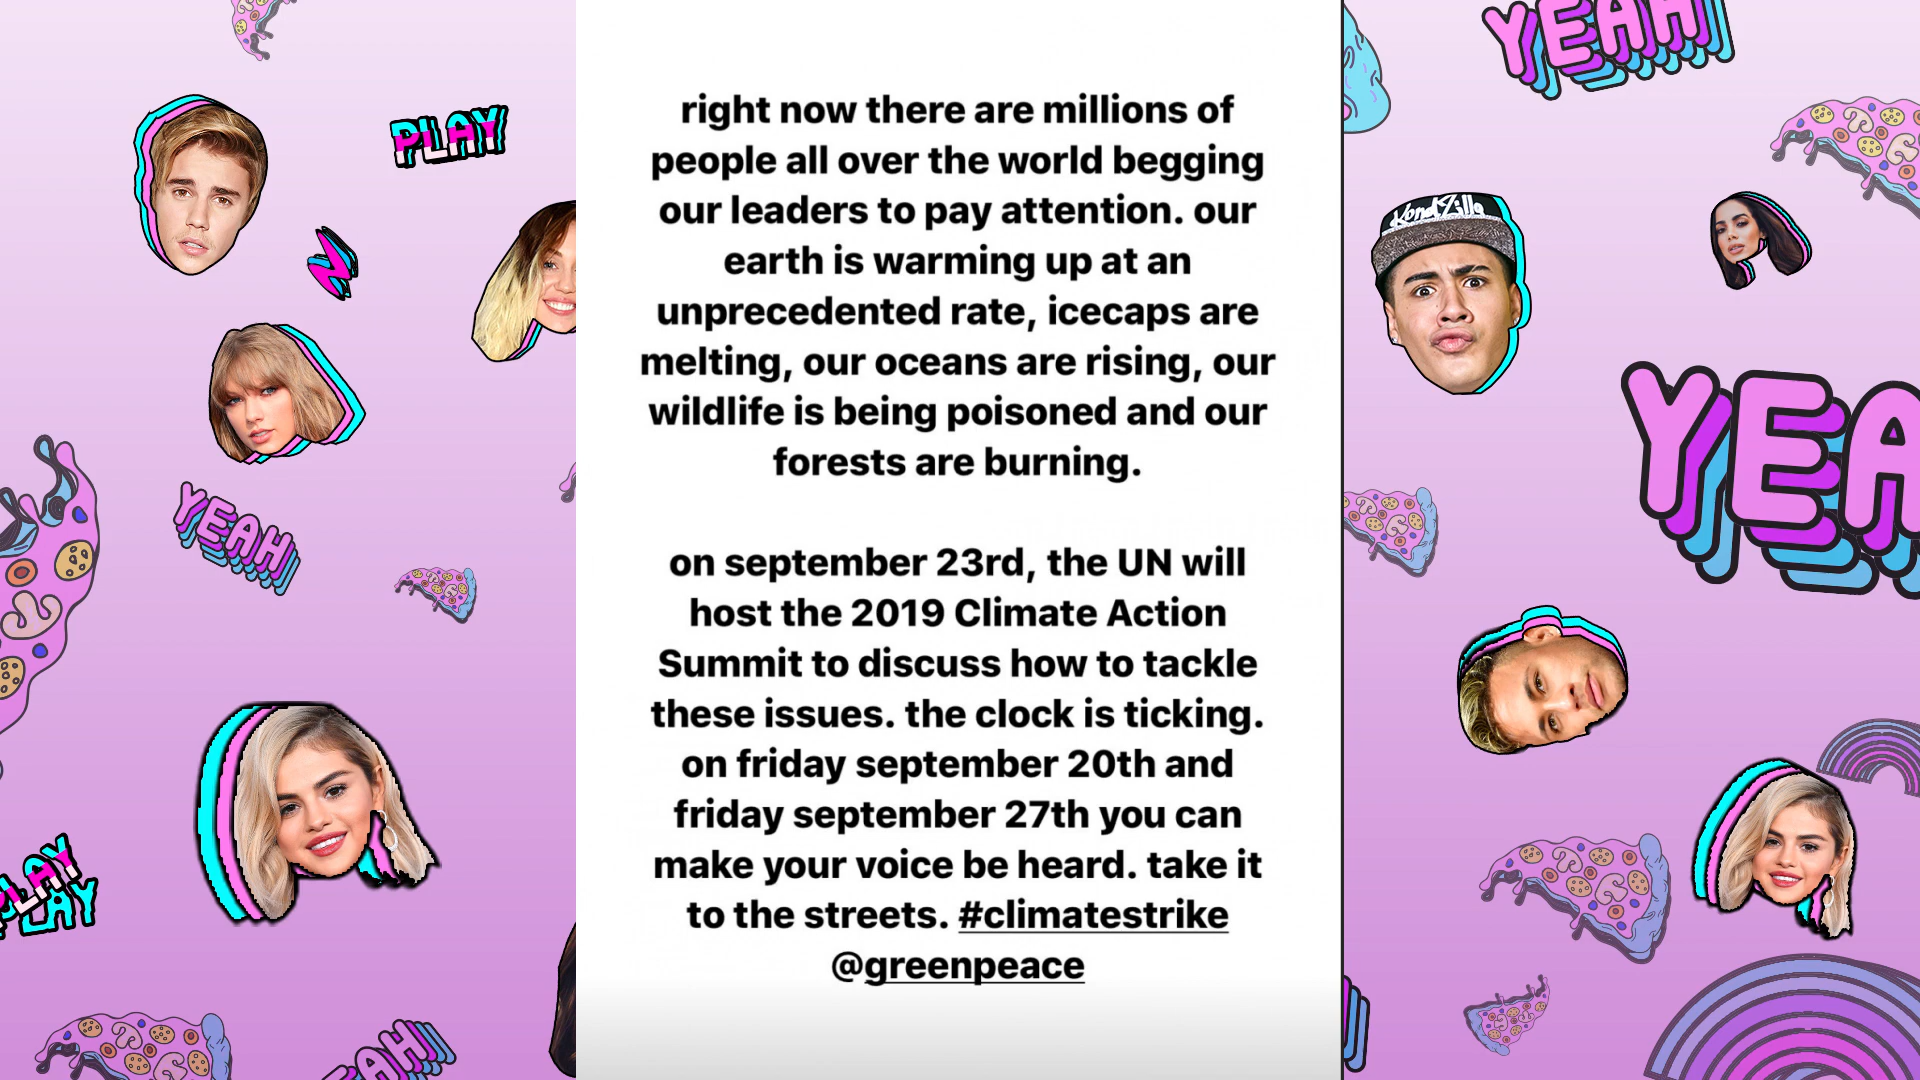 right now there are millions of
people all over the world begging
our leaders to pay attention. our
earth is warming up at an
unprecedented rate, icecaps are
melting, our oceans are rising, our
wildlife is being poisoned and our
forests are burning.
on september 23rd, the UN will
host the 2019 Climate Action
Summit to discuss how to tackle
these issues. the clock is ticking.
on friday september 20th and
friday september 27th you can
make your voice be heard. take it
to the streets. #climatestrike
@greenpeace
PLAY
YEAH
PLAY
LAY
EAH!
YEAH
KondZilla
YEA